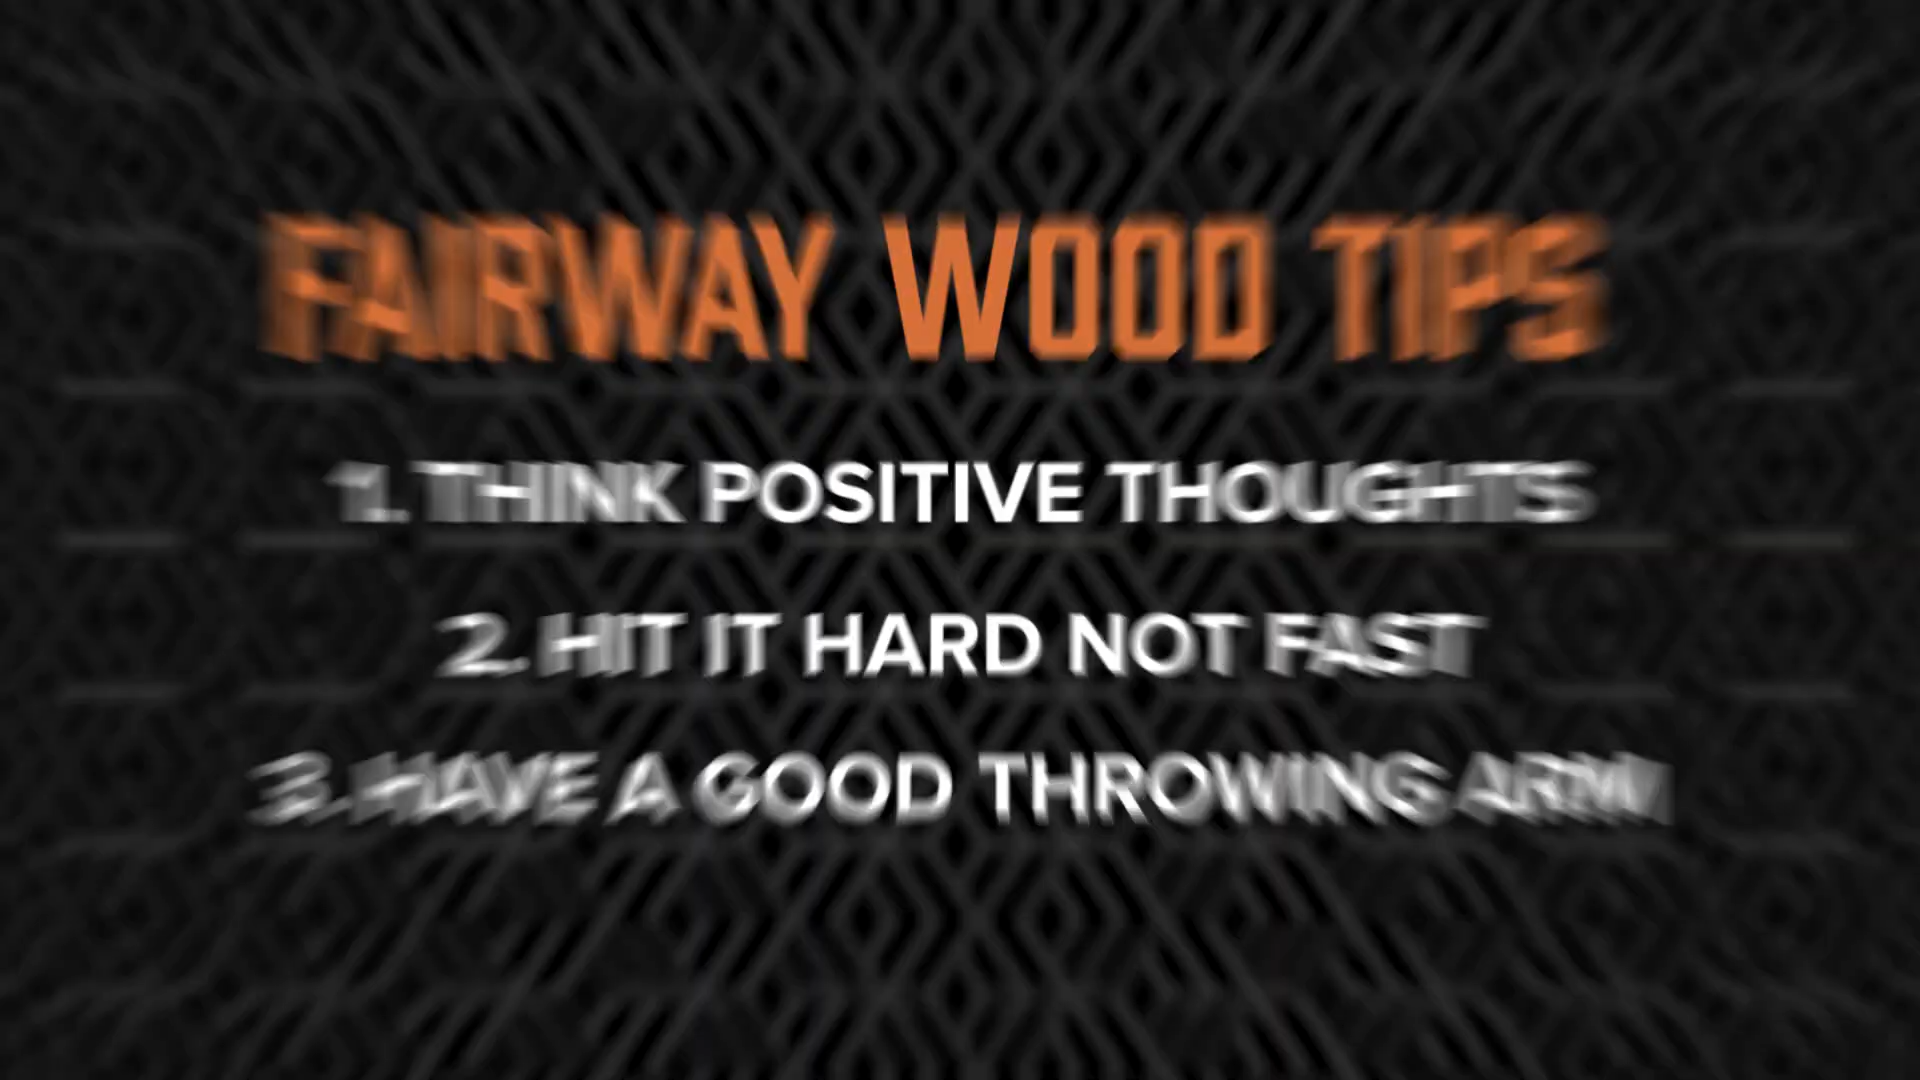 FAIRWAY WOOD TIPS
1. THINK POSITIVE THOUGHTS
2. HIT IT HARD NOT FAST
3. HAVE A GOOD THROWING ARM